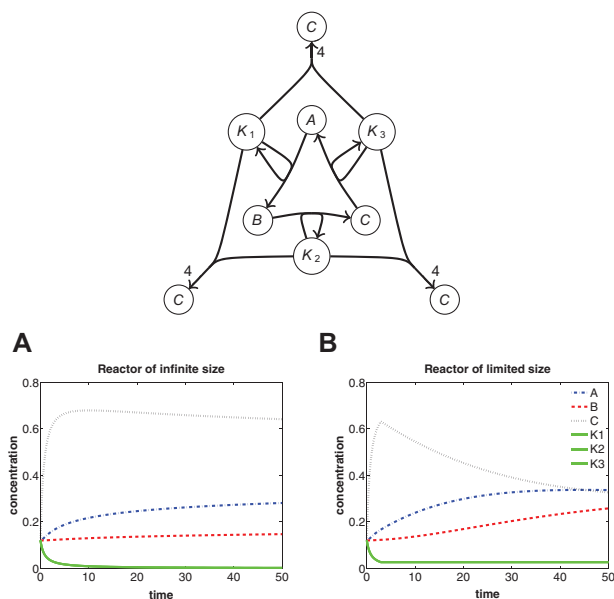 C
4
K1
A
K3
B
C
K2
4
4
C
C
A
B
Reactor of infinite size
Reactor of limited size
concentration
0.8
0.6
0.4
0.2
0
0
10
20
30
40
50
time
concentration
0.8
0.6
0.4
0.2
0
0
10
20
30
40
50
time
A
B
C
K1
K2
K3